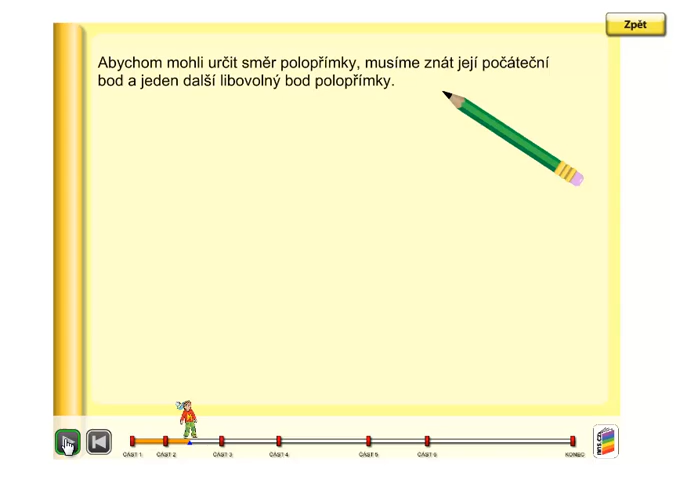 Zpět
Abychom mohli určit směr polopřímky, musíme znát její počáteční
bod a jeden další libovolný bod polopřímky.
ČÁST 1. ČÁST 2. ČÁST 3. ČÁST 4. ČÁST 5. ČÁST 6. KONEC